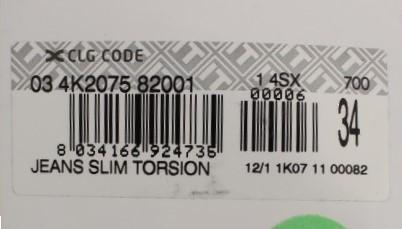 CLG CODE
03 4K2075 82001 1 4SX 700
00006
34
8 034166 924735
JEANS SLIM TORSION 12/1 1K07 11 00082